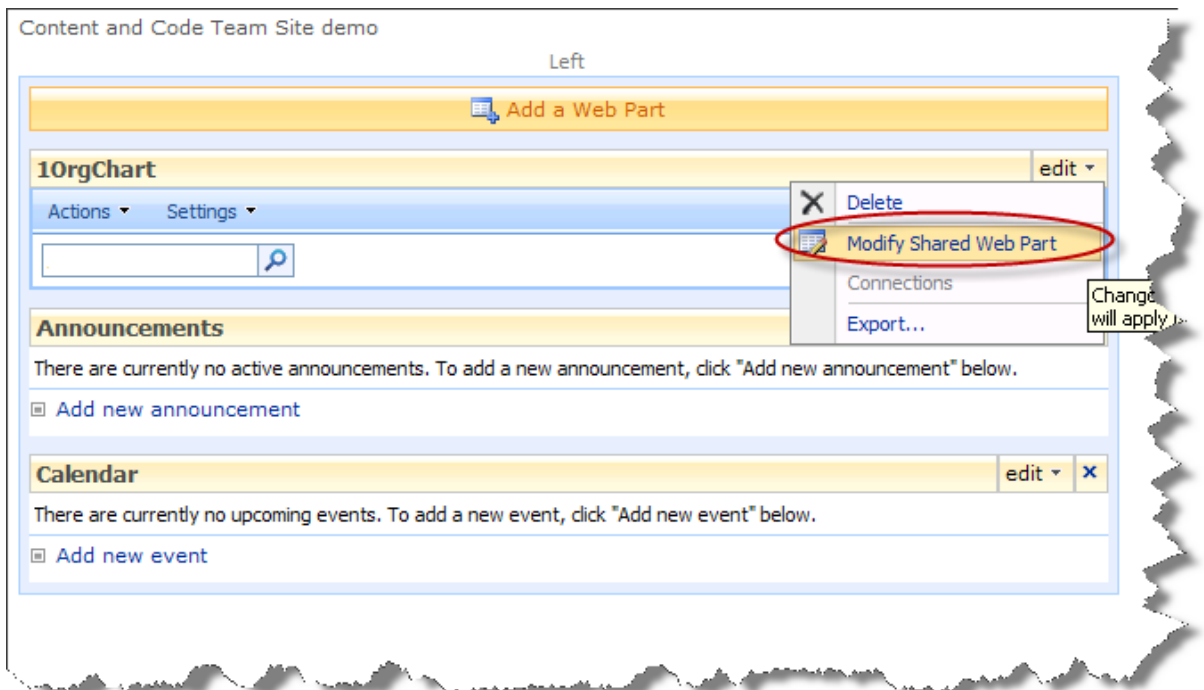 Content and Code Team Site demo
Left
Add a Web Part
1OrgChart
edit
Actions
Settings
Delete
Modify Shared Web Part
Connections
Export...
Change
will apply
Announcements
There are currently no active announcements. To add a new announcement, click "Add new announcement" below.
Add new announcement
Calendar
edit
There are currently no upcoming events. To add a new event, click "Add new event" below.
Add new event